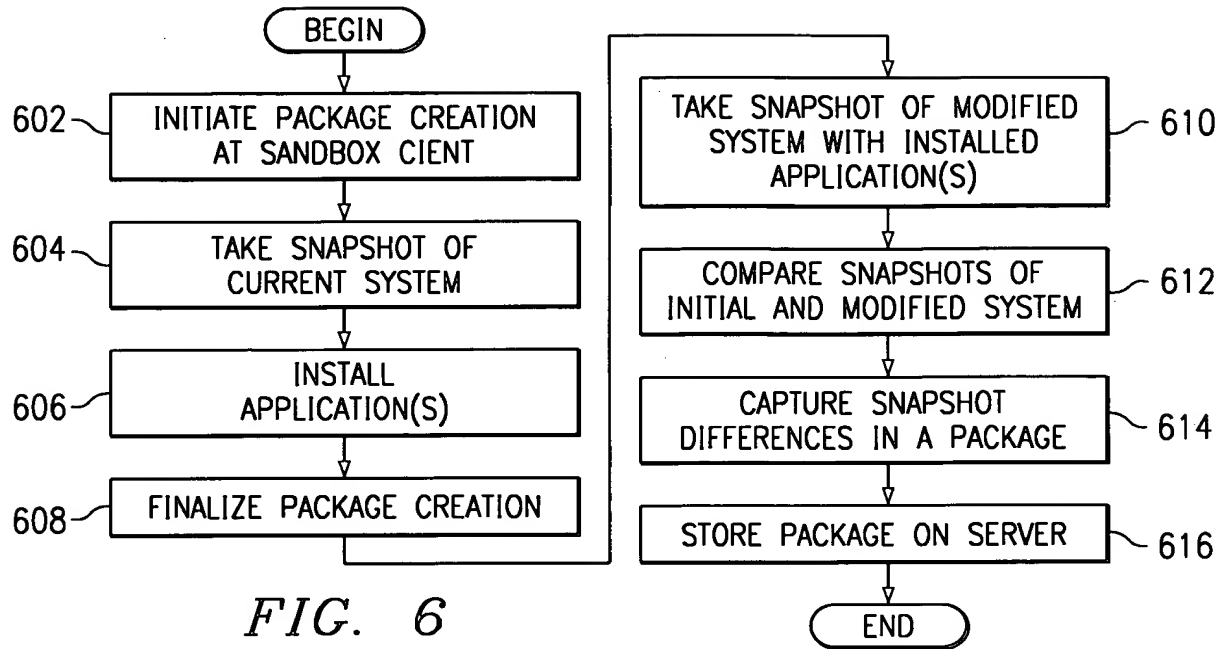 BEGIN
602
INITIATE PACKAGE CREATION
AT SANDBOX CIENT
604
TAKE SNAPSHOT OF
CURRENT SYSTEM
606
INSTALL
APPLICATION(S)
608
FINALIZE PACKAGE CREATION
TAKE SNAPSHOT OF MODIFIED
SYSTEM WITH INSTALLED
APPLICATION(S)
610
COMPARE SNAPSHOTS OF
INITIAL AND MODIFIED SYSTEM
612
CAPTURE SNAPSHOT
DIFFERENCES IN A PACKAGE
614
STORE PACKAGE ON SERVER
616
END
FIG. 6